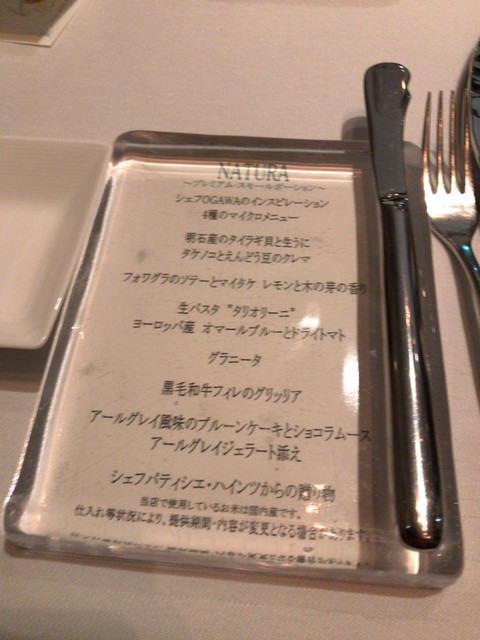 NATURA
～プレミアム・スモールポーション～
シェフOGAWAのインスピレーション
4種のマイクロメニュー
明石産のタイラギ貝と生うに
タケノコとえんどう豆のクレマ
フォワグラのソテーとマイタケ レモンと木の芽の香り
生パスタ "タリオリーニ"
ヨーロッパ産 オマールブルーとドライトマト
グラニータ
黒毛和牛フィレのグリッリア
アールグレイ風味のプルーンケーキとショコラムース
アールグレイジェラート添え
シェフパティシエ・ハインツからの贈り物
当店で使用しているお米は国内産です。
仕入れ等状況により、提供期間・内容が変更となる場合があります。